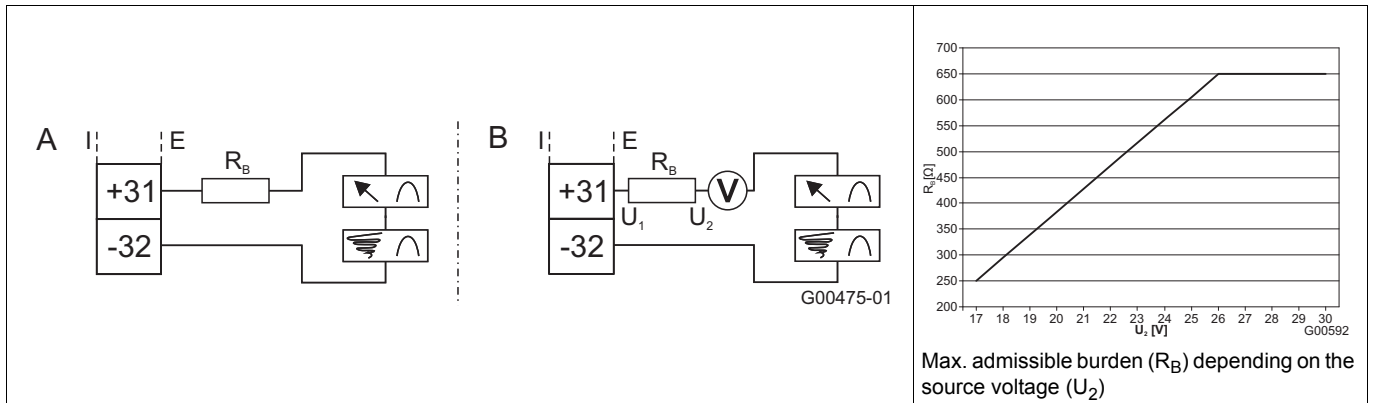 A I E
R_B
+31
-32
B I E
R_B
+31 V
U_1 U_2
-32
G00475-01
700
650
600
550
500
450
400
350
300
250
200
R_B[Ω]
17 18 19 20 21 22 23 24 25 26 27 28 29 30
U_2 [V]
G00592
Max. admissible burden (R_B) depending on the
source voltage (U_2)